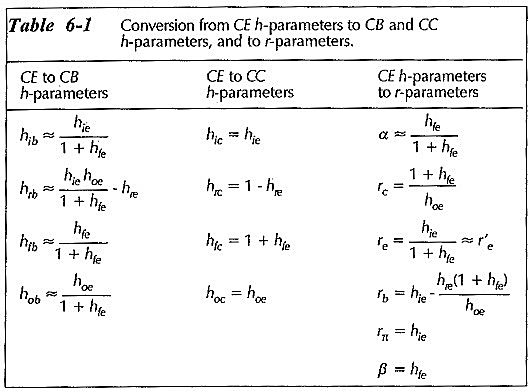 Table 6-1 Conversion from CE h-parameters to CB and CC
h-parameters, and to r-parameters.
CE to CB
h-parameters
CE to CC
h-parameters
CE h-parameters
to r-parameters
h_ib ≈ h_ie / (1 + h_fe)
h_ic = h_ie
α ≈ h_fe / (1 + h_fe)
h_rb ≈ h_ie h_oe / (1 + h_fe) - h_re
h_rc = 1 - h_re
r_c = (1 + h_fe) / h_oe
h_fb ≈ h_fe / (1 + h_fe)
h_fc = 1 + h_fe
r_e = h_ie / (1 + h_fe) ≈ r'_e
h_ob ≈ h_oe / (1 + h_fe)
h_oc = h_oe
r_b = h_ie - h_re(1 + h_fe) / h_oe
r_π = h_ie
β = h_fe